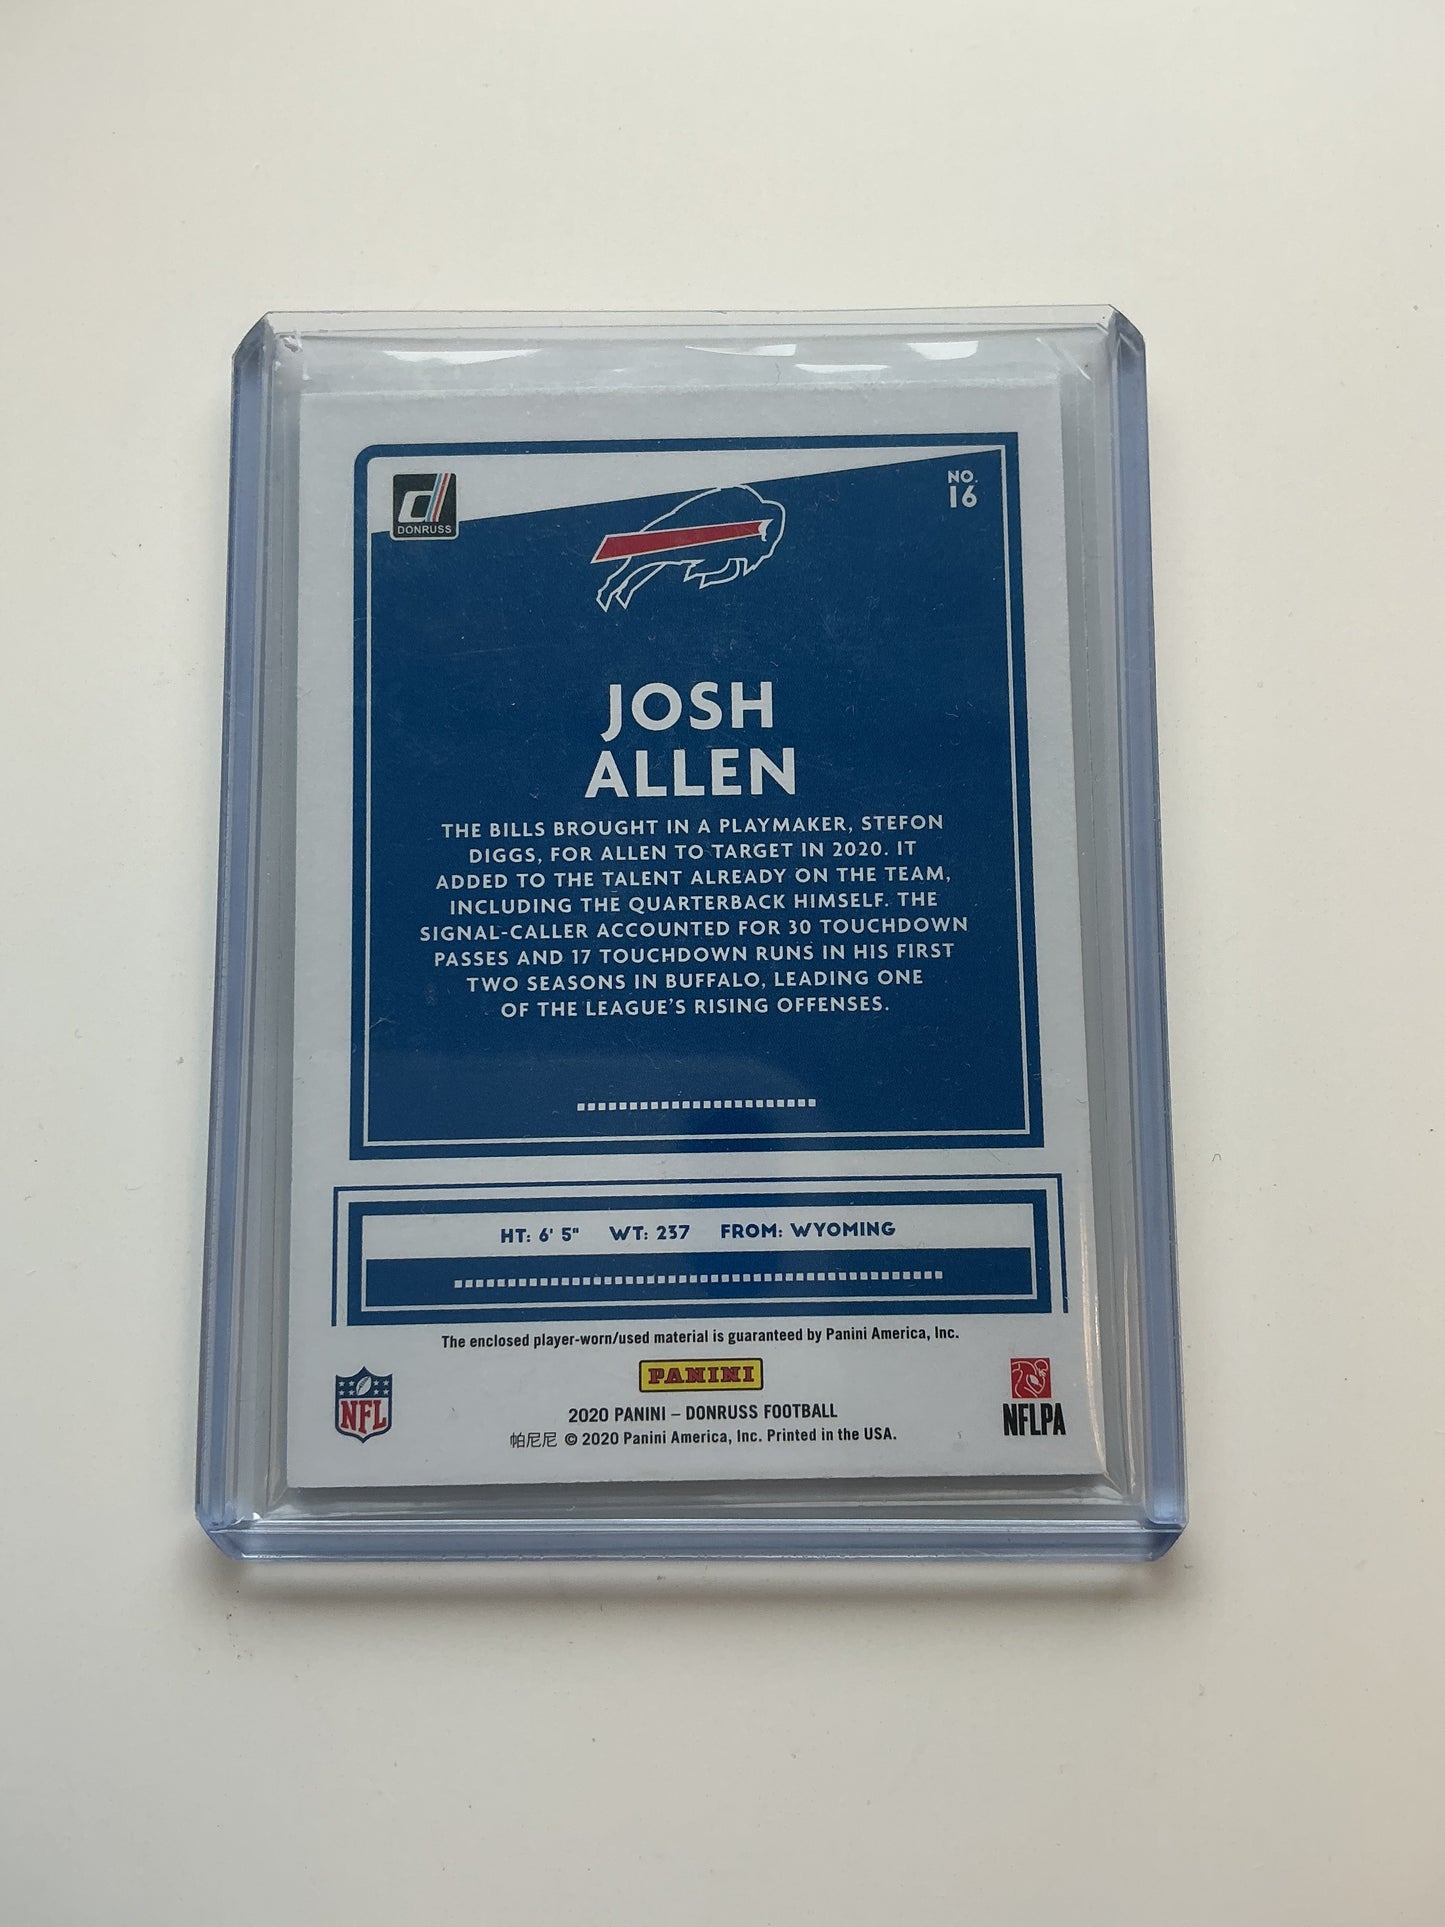 DONRUSS
NO.
16
JOSH
ALLEN
THE BILLS BROUGHT IN A PLAYMAKER, STEFON
DIGGS, FOR ALLEN TO TARGET IN 2020. IT
ADDED TO THE TALENT ALREADY ON THE TEAM,
INCLUDING THE QUARTERBACK HIMSELF. THE
SIGNAL-CALLER ACCOUNTED FOR 30 TOUCHDOWN
PASSES AND 17 TOUCHDOWN RUNS IN HIS FIRST
TWO SEASONS IN BUFFALO, LEADING ONE
OF THE LEAGUE'S RISING OFFENSES.
HT: 6' 5" WT: 237 FROM: WYOMING
The enclosed player-worn/used material is guaranteed by Panini America, Inc.
PANINI
NFL
NFLPA
2020 PANINI – DONRUSS FOOTBALL
帕尼尼 © 2020 Panini America, Inc. Printed in the USA.